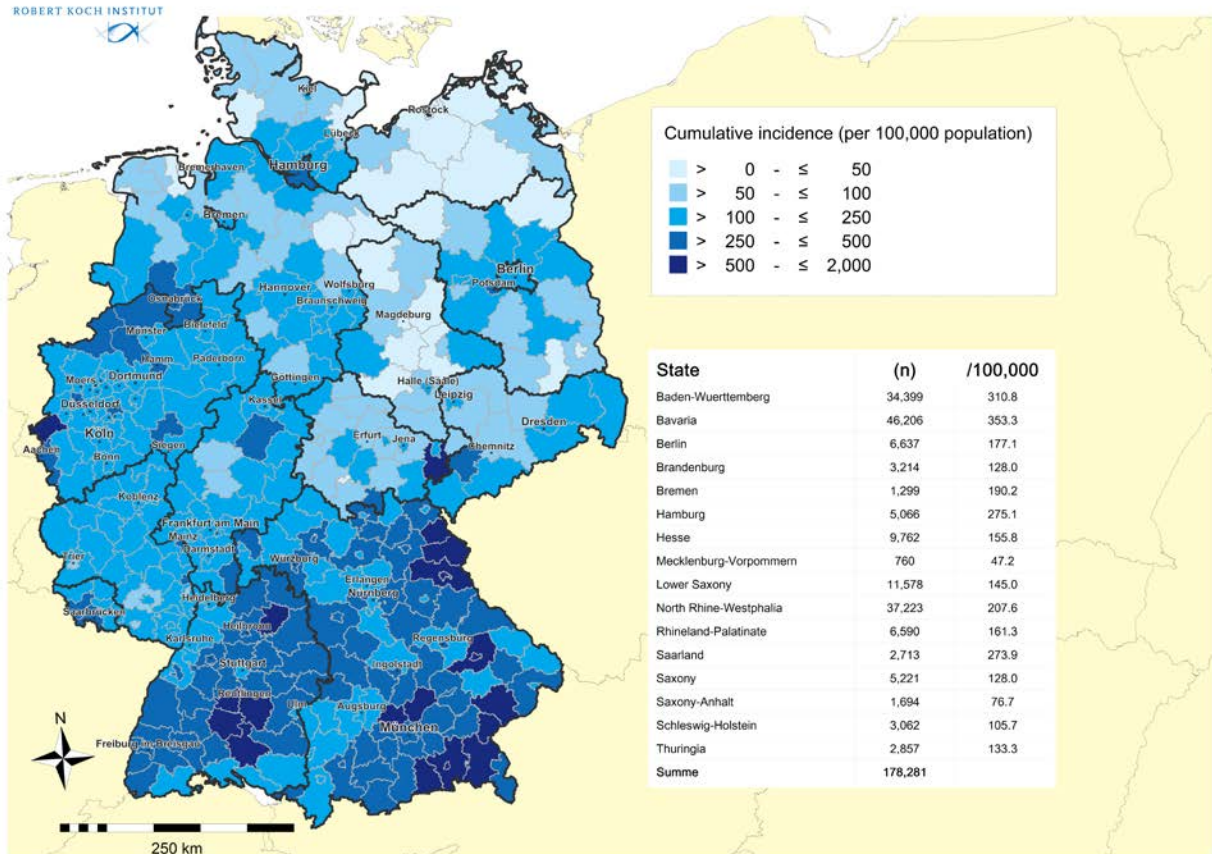 ROBERT KOCH INSTITUT
Kiel
Rostock
Lübeck
Hamburg
Bremerhaven
Bremen
Berlin
Potsdam
Wolfsburg
Hannover
Braunschweig
Osnabrück
Magdeburg
Bielefeld
Münster
Hamm
Paderborn
Göttingen
Halle (Saale)
Moers
Dortmund
Leipzig
Kassel
Düsseldorf
Dresden
Köln
Erfurt
Jena
Chemnitz
Aachen
Siegen
Bonn
Koblenz
Frankfurt am Main
Mainz
Darmstadt
Trier
Würzburg
Erlangen
Nürnberg
Heidelberg
Saarbrücken
Heilbronn
Karlsruhe
Regensburg
Stuttgart
Ingolstadt
Reutlingen
Ulm
Augsburg
München
Freiburg im Breisgau
N
250 km
Cumulative incidence (per 100,000 population)
> 0 - ≤ 50
> 50 - ≤ 100
> 100 - ≤ 250
> 250 - ≤ 500
> 500 - ≤ 2,000
State (n) /100,000
Baden-Wuerttemberg 34,399 310.8
Bavaria 46,206 353.3
Berlin 6,637 177.1
Brandenburg 3,214 128.0
Bremen 1,299 190.2
Hamburg 5,066 275.1
Hesse 9,762 155.8
Mecklenburg-Vorpommern 760 47.2
Lower Saxony 11,578 145.0
North Rhine-Westphalia 37,223 207.6
Rhineland-Palatinate 6,590 161.3
Saarland 2,713 273.9
Saxony 5,221 128.0
Saxony-Anhalt 1,694 76.7
Schleswig-Holstein 3,062 105.7
Thuringia 2,857 133.3
Summe 178,281